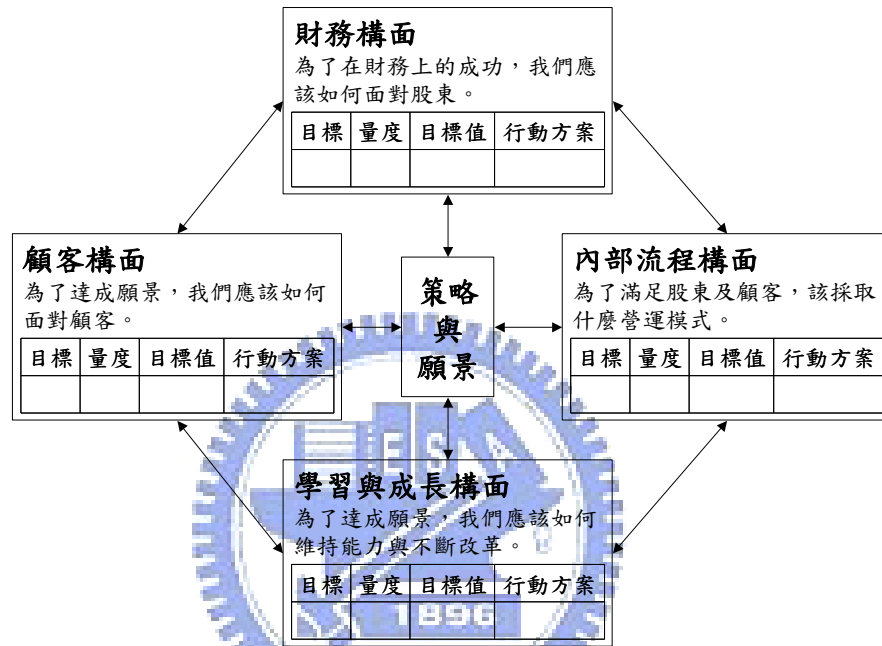 財務構面
為了在財務上的成功，我們應
該如何面對股東。
目標 量度 目標值 行動方案
顧客構面
為了達成願景，我們應該如何
面對顧客。
目標 量度 目標值 行動方案
策略
與
願景
內部流程構面
為了滿足股東及顧客，該採取
什麼營運模式。
目標 量度 目標值 行動方案
ESA
學習與成長構面
為了達成願景，我們應該如何
維持能力與不斷改革。
目標 量度 目標值 行動方案
1896